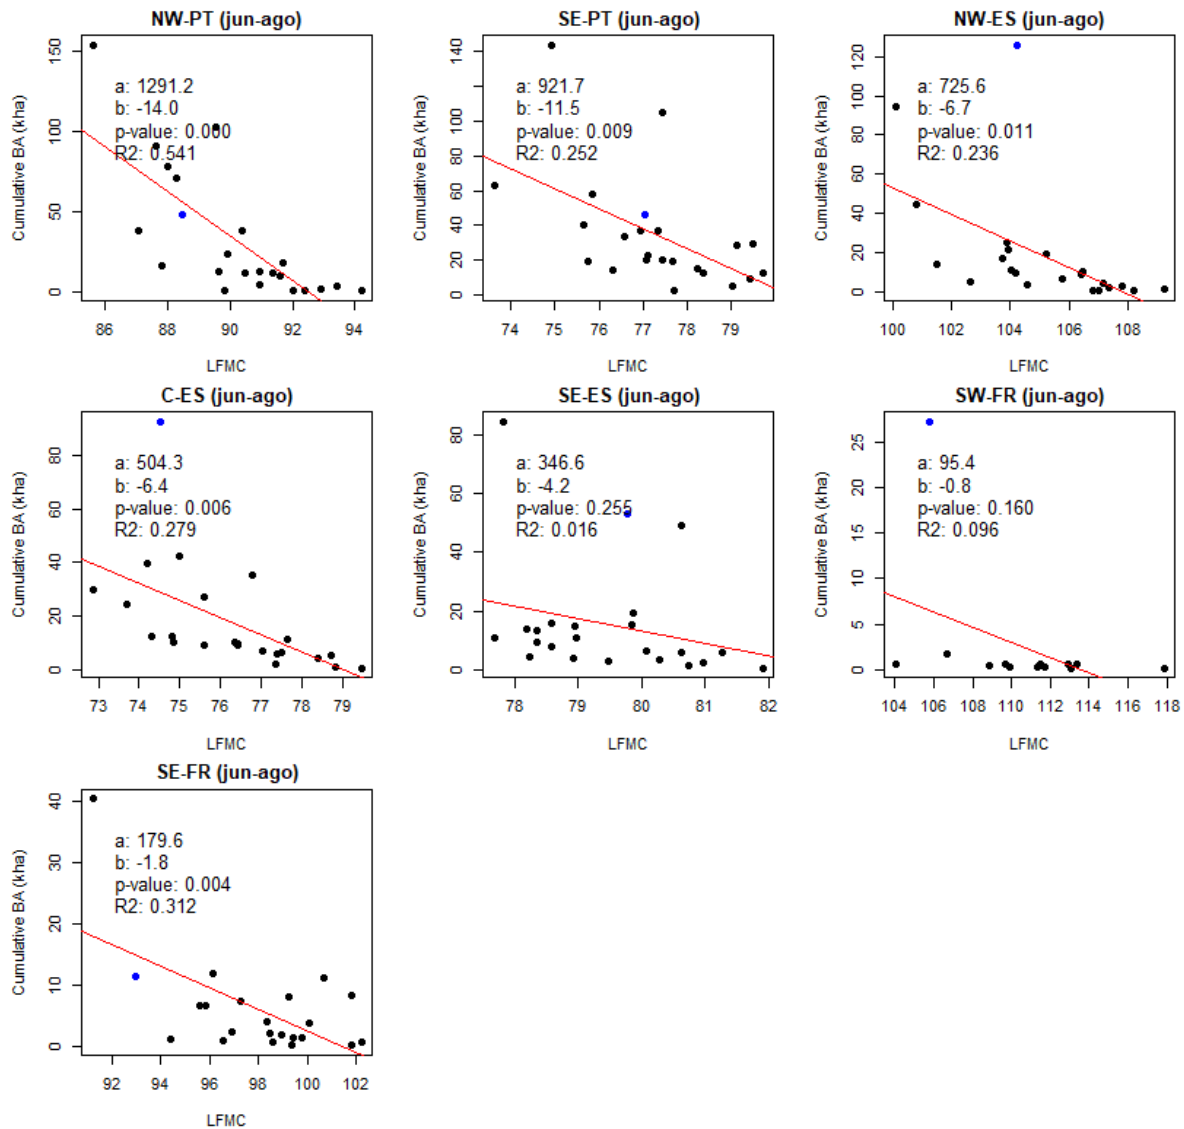 NW-PT (jun-ago)
Cumulative BA (kha)
150
100
50
0
a: 1291.2
b: -14.0
p-value: 0.000
R2: 0.541
86 88 90 92 94
LFMC
SE-PT (jun-ago)
Cumulative BA (kha)
140
100
80
60
40
20
0
a: 921.7
b: -11.5
p-value: 0.009
R2: 0.252
74 75 76 77 78 79
LFMC
NW-ES (jun-ago)
Cumulative BA (kha)
120
100
80
60
40
20
0
a: 725.6
b: -6.7
p-value: 0.011
R2: 0.236
100 102 104 106 108
LFMC
C-ES (jun-ago)
Cumulative BA (kha)
80
60
40
20
0
a: 504.3
b: -6.4
p-value: 0.006
R2: 0.279
73 74 75 76 77 78 79
LFMC
SE-ES (jun-ago)
Cumulative BA (kha)
80
60
40
20
0
a: 346.6
b: -4.2
p-value: 0.255
R2: 0.016
78 79 80 81 82
LFMC
SW-FR (jun-ago)
Cumulative BA (kha)
25
20
15
10
5
0
a: 95.4
b: -0.8
p-value: 0.160
R2: 0.096
104 106 108 110 112 114 116 118
LFMC
SE-FR (jun-ago)
Cumulative BA (kha)
40
30
20
10
0
a: 179.6
b: -1.8
p-value: 0.004
R2: 0.312
92 94 96 98 100 102
LFMC